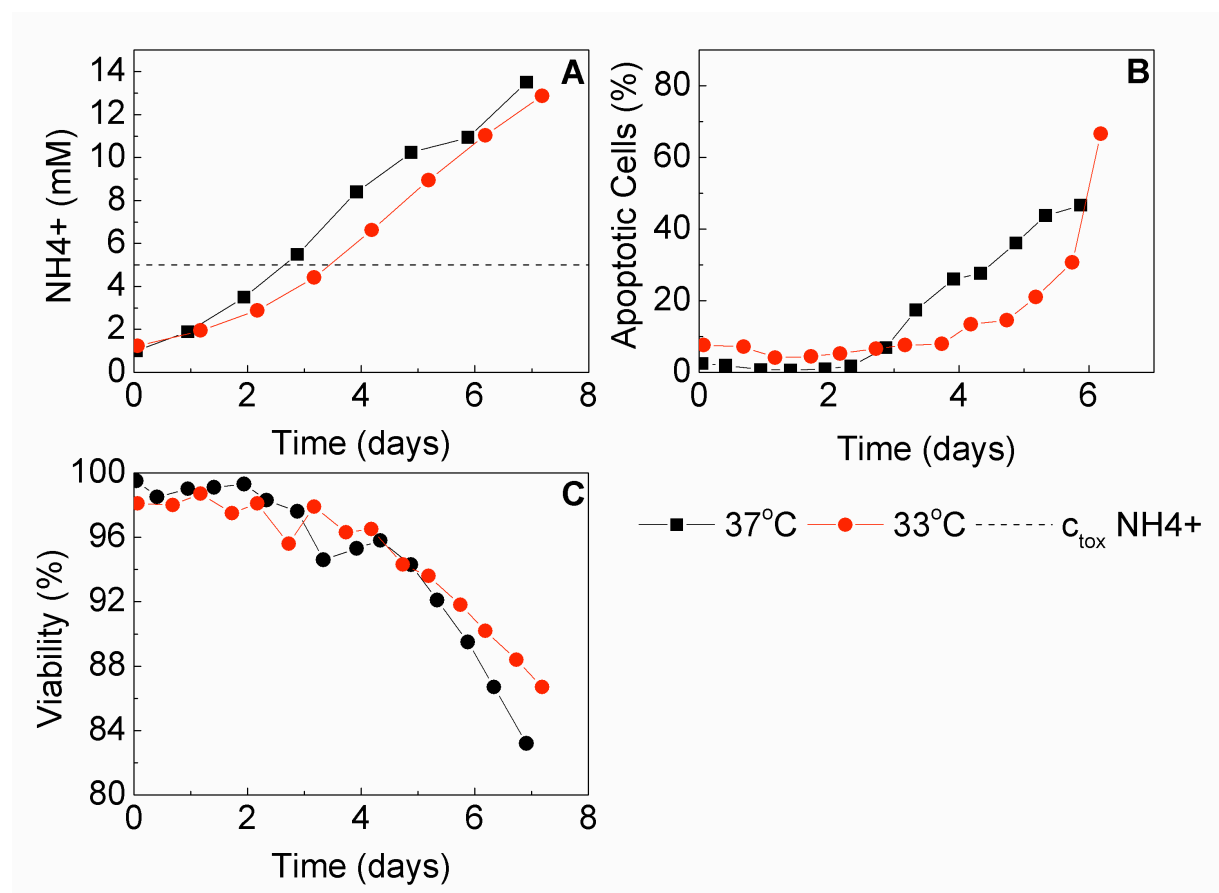 A
NH4+ (mM)
14
12
10
8
6
4
2
0
0 2 4 6 8
Time (days)
B
Apoptotic Cells (%)
80
60
40
20
0
0 2 4 6
Time (days)
C
Viability (%)
100
96
92
88
84
80
0 2 4 6 8
Time (days)
37°C 33°C c_tox NH4+